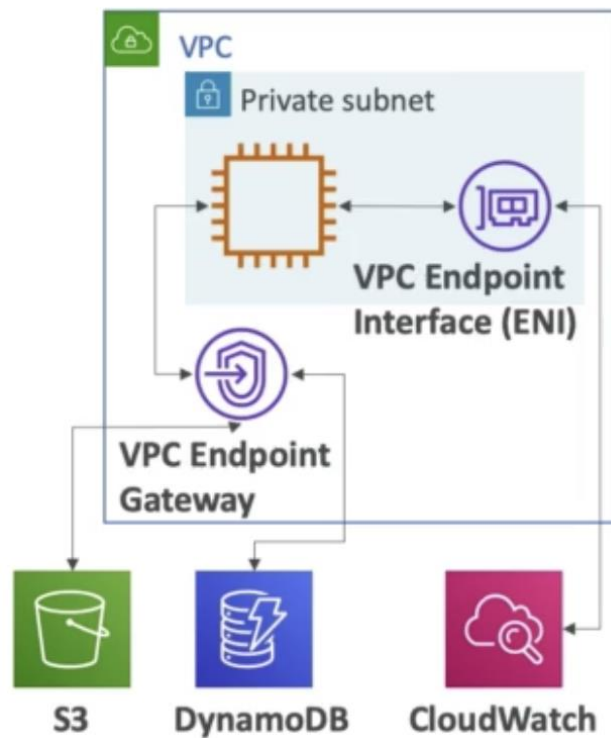 VPC
Private subnet
VPC Endpoint
Interface (ENI)
VPC Endpoint
Gateway
S3
DynamoDB
CloudWatch